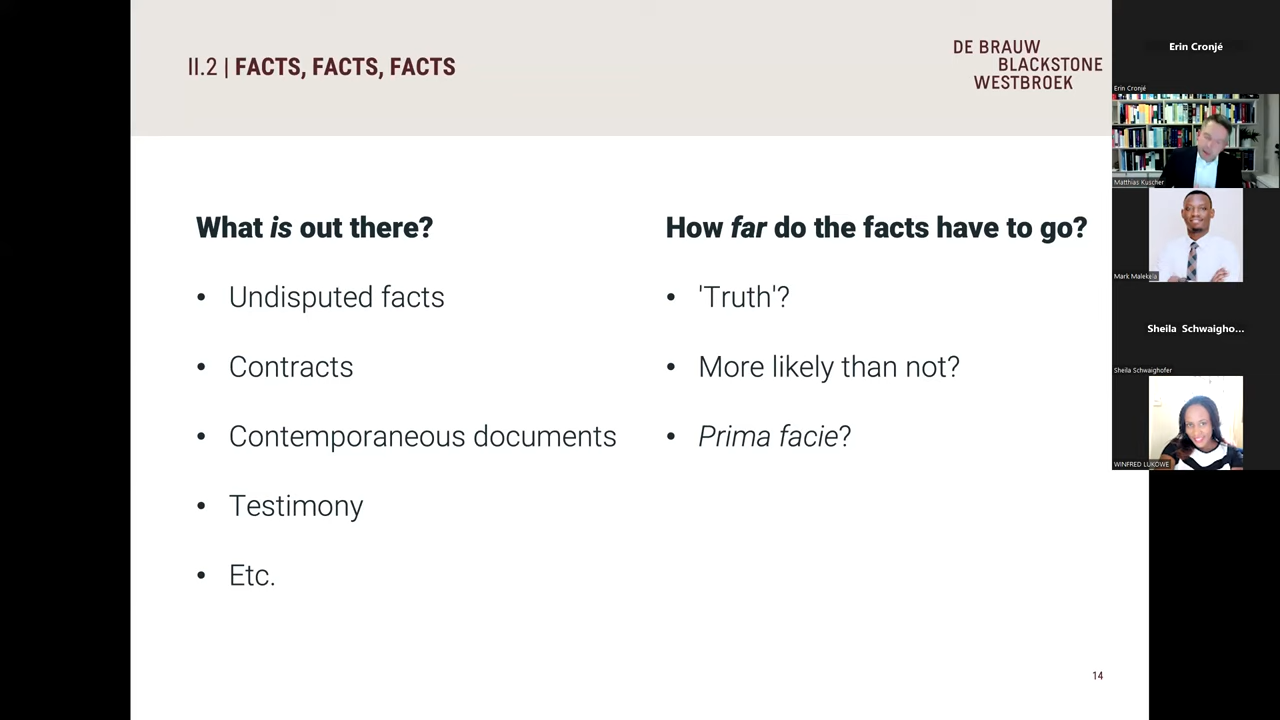 II.2 | FACTS, FACTS, FACTS
DE BRAUW
BLACKSTONE
WESTBROEK
What is out there?
• Undisputed facts
• Contracts
• Contemporaneous documents
• Testimony
• Etc.
How far do the facts have to go?
• 'Truth'?
• More likely than not?
• Prima facie?
14
Erin Cronjé
Erin Cronjé
Matthias Kuscher
Mark Malekela
Sheila Schwaigho...
Sheila Schwaighofer
WINFRED LUKOWE